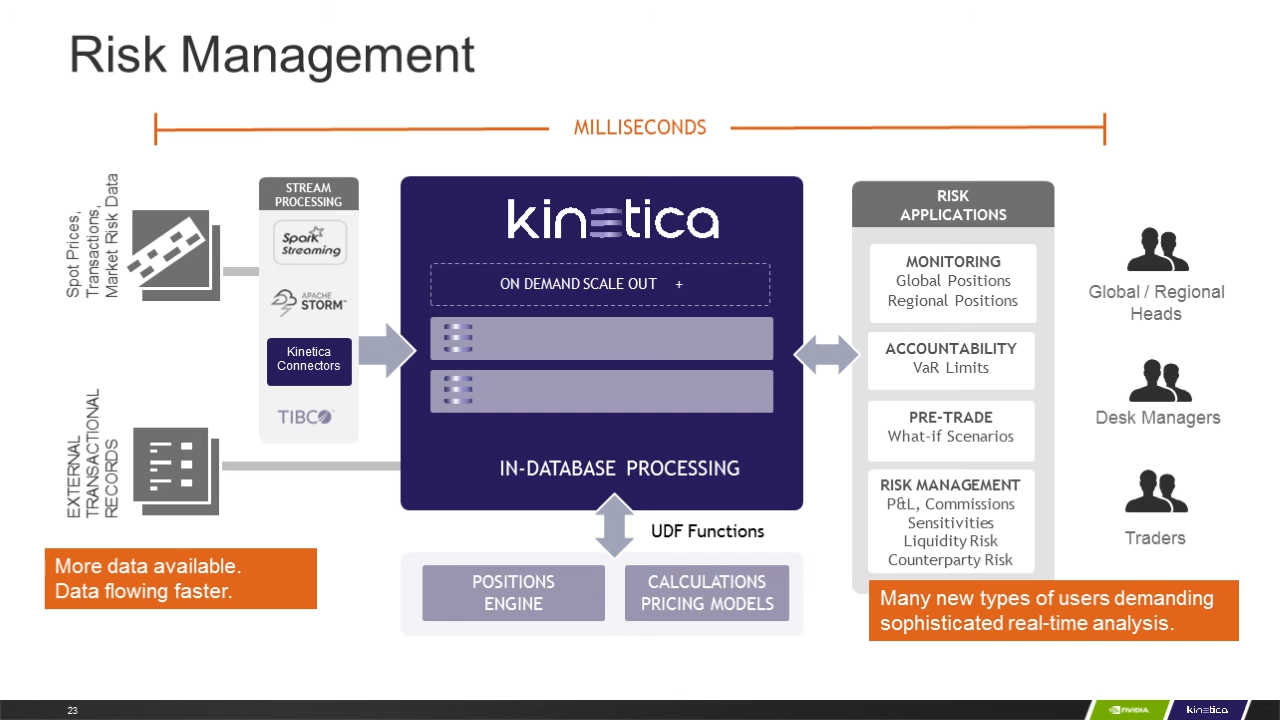 Risk Management
MILLISECONDS
Spot Prices,
Transactions,
Market Risk Data
EXTERNAL
TRANSACTIONAL
RECORDS
More data available.
Data flowing faster.
STREAM
PROCESSING
Spark
Streaming
APACHE
STORM™
Kinetica
Connectors
TIBCO
kinetica
ON DEMAND SCALE OUT +
IN-DATABASE PROCESSING
UDF Functions
POSITIONS
ENGINE
CALCULATIONS
PRICING MODELS
RISK
APPLICATIONS
MONITORING
Global Positions
Regional Positions
ACCOUNTABILITY
VaR Limits
PRE-TRADE
What-if Scenarios
RISK MANAGEMENT
P&L, Commissions
Sensitivities
Liquidity Risk
Counterparty Risk
Global / Regional
Heads
Desk Managers
Traders
Many new types of users demanding
sophisticated real-time analysis.
23
NVIDIA
kinetica